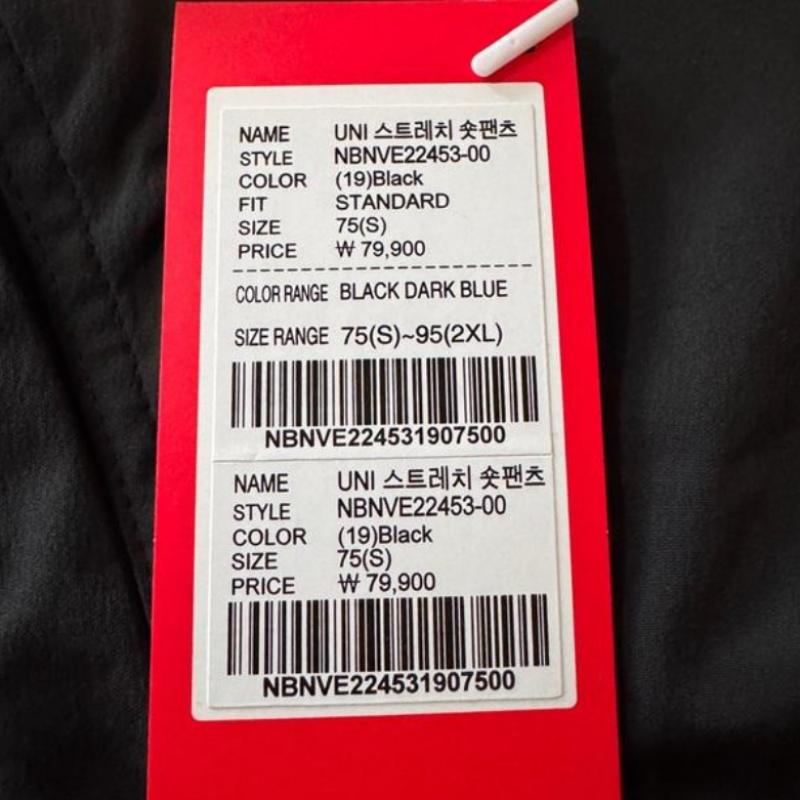 NAME UNI 스트레치 숏팬츠
STYLE NBNVE22453-00
COLOR (19)Black
FIT STANDARD
SIZE 75(S)
PRICE ₩ 79,900
COLOR RANGE BLACK DARK BLUE
SIZE RANGE 75(S)~95(2XL)
NBNVE224531907500
NAME UNI 스트레치 숏팬츠
STYLE NBNVE22453-00
COLOR (19)Black
SIZE 75(S)
PRICE ₩ 79,900
NBNVE224531907500